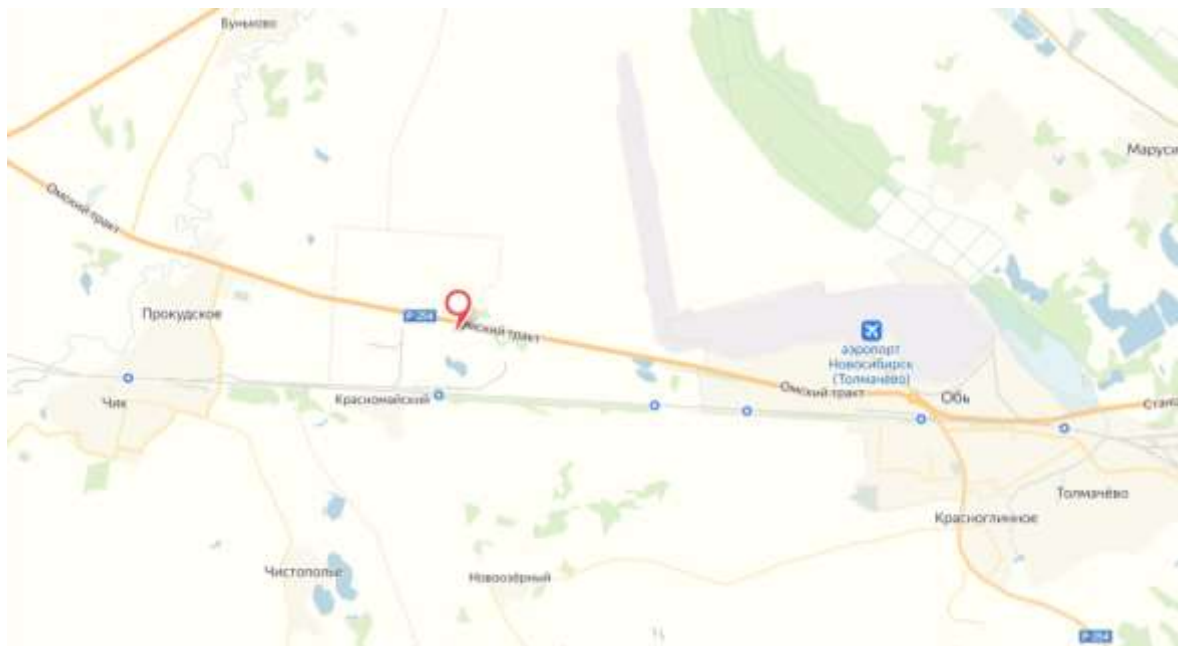 Буньково
Маруси
Омский тракт
Прокудское
Р-254
мский тракт
аэропорт
Новосибирск
(Толмачёво)
Омский тракт
Обь
Чик
Красномайский
Толмачёво
Красноглинное
Чистополье
Новоозёрный
Р-254